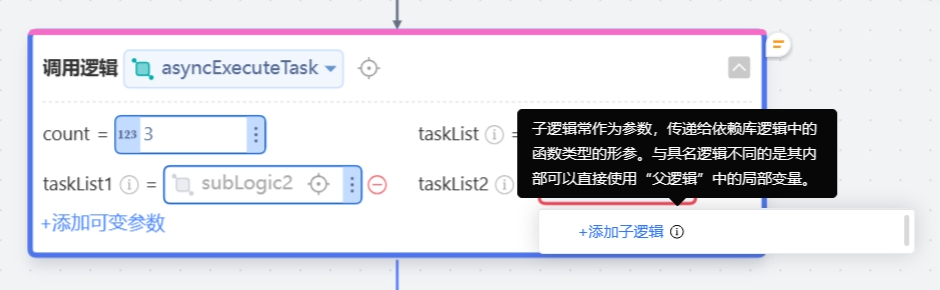 调用逻辑 asyncExecuteTask
count = 123 3
taskList =
子逻辑常作为参数，传递给依赖库逻辑中的
函数类型的形参。与具名逻辑不同的是其内
部可以直接使用“父逻辑”中的局部变量。
taskList1 = subLogic2
taskList2
+添加可变参数
+添加子逻辑